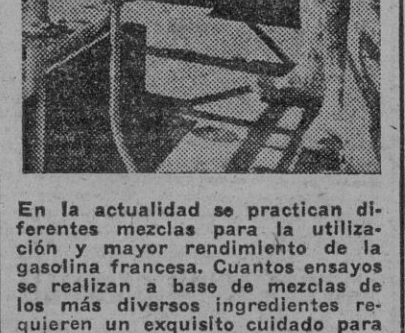 En la actualidad se practican di-
ferentes mezclas para la utiliza-
ción y mayor rendimiento de la
gasolina francesa. Cuantos ensayos
se realizan a base de mezclas de
los más diversos ingredientes re-
quieren un exquisito cuidado para